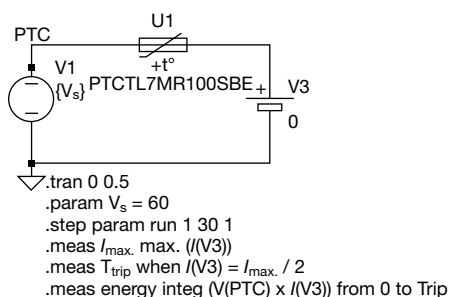 U1
PTC
+t°
V1
{Vs}
PTCTL7MR100SBE
+
V3
0
.tran 0 0.5
.param Vs = 60
.step param run 1 30 1
.meas Imax. max. (I(V3))
.meas Ttrip when I(V3) = Imax. / 2
.meas energy integ (V(PTC) x I(V3)) from 0 to Trip